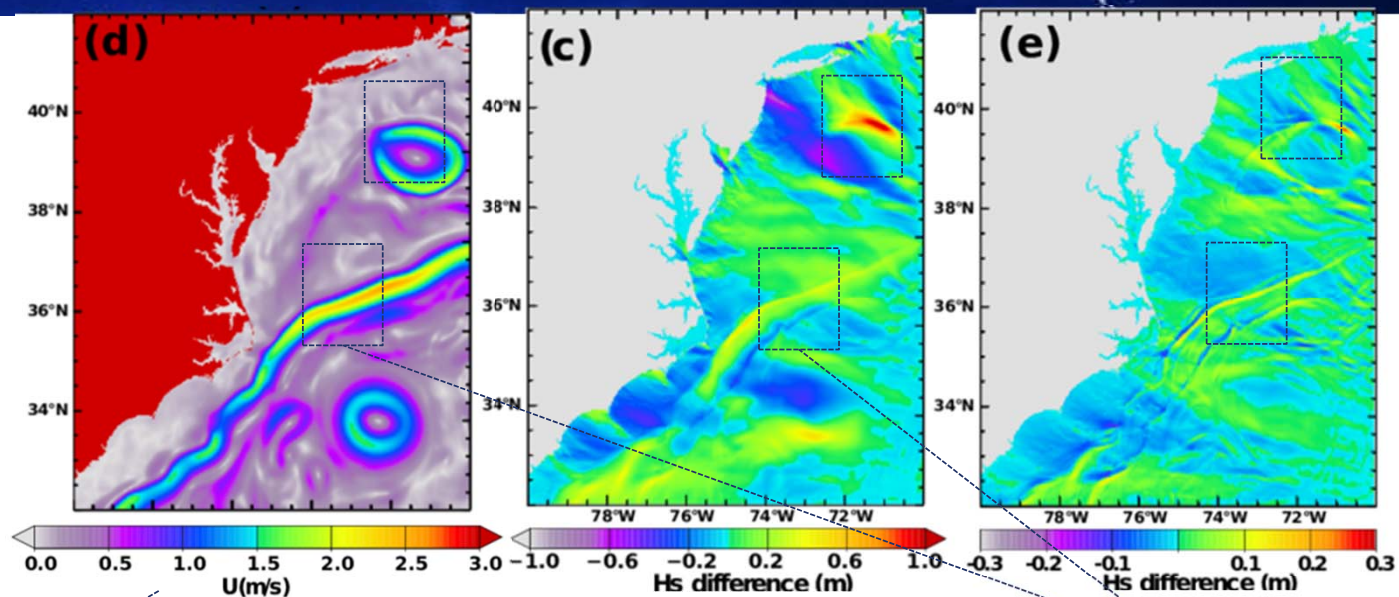 (d)
(c)
(e)
40°N
38°N
36°N
34°N
40°N
38°N
36°N
34°N
40°N
38°N
36°N
34°N
78°W 76°W 74°W 72°W
78°W 76°W 74°W 72°W
0.0 0.5 1.0 1.5 2.0 2.5 3.0
U(m/s)
−1.0 −0.6 −0.2 0.2 0.6 1.0
Hs difference (m)
-0.3 -0.2 -0.1 0.1 0.2 0.3
Hs difference (m)